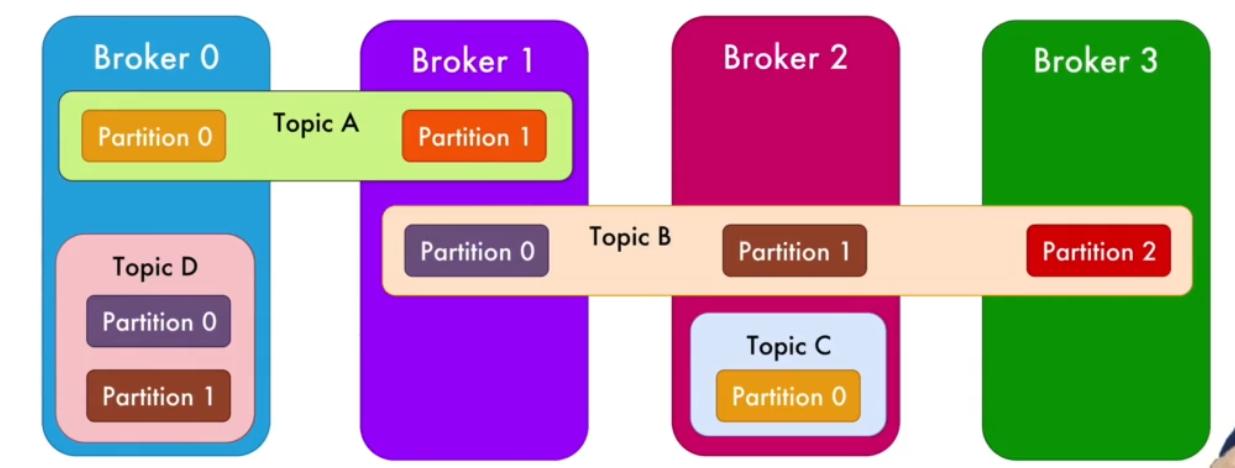 Broker 0
Broker 1
Broker 2
Broker 3
Partition 0
Topic A
Partition 1
Partition 0
Topic B
Partition 1
Partition 2
Topic D
Partition 0
Partition 1
Topic C
Partition 0